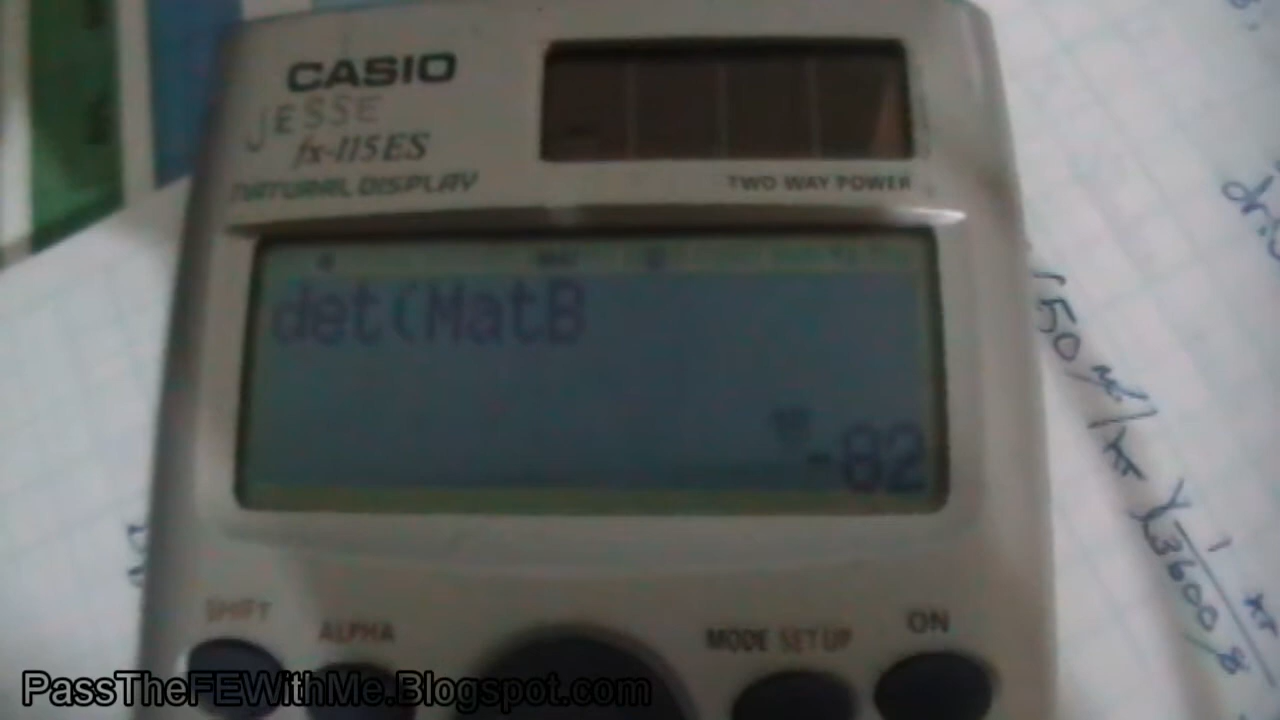 CASIO
JESSE
fx-115ES
NATURAL DISPLAY
TWO WAY POWER
det(MatB
-82
SHIFT
ALPHA
MODE SETUP
ON
150
3600
PassTheFEWithMe.Blogspot.com